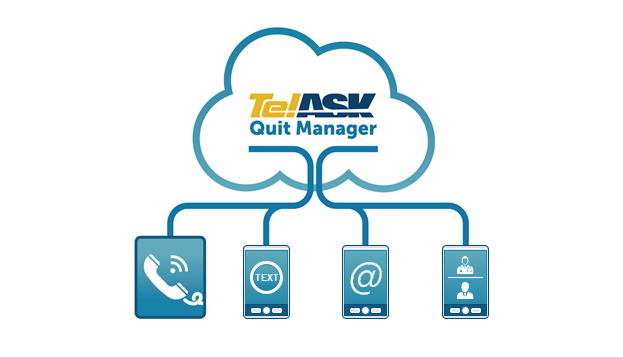 TelASK
Quit Manager
TEXT
@